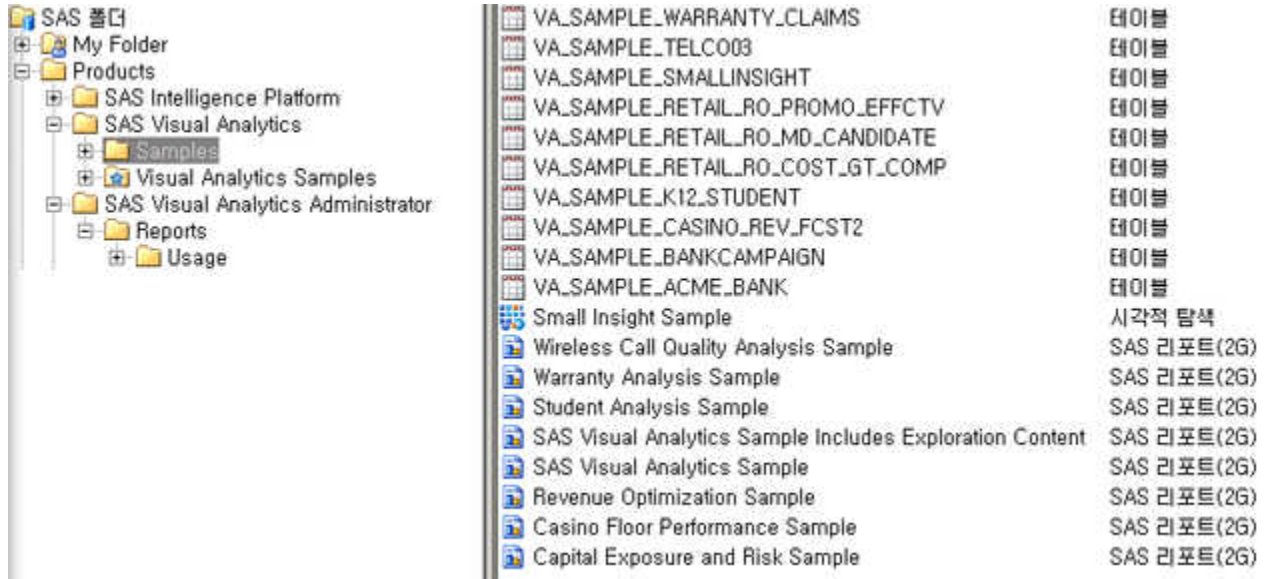 SAS 폴더
My Folder
Products
SAS Intelligence Platform
SAS Visual Analytics
Samples
Visual Analytics Samples
SAS Visual Analytics Administrator
Reports
Usage
VA_SAMPLE_WARRANTY_CLAIMS 테이블
VA_SAMPLE_TELCO03 테이블
VA_SAMPLE_SMALLINSIGHT 테이블
VA_SAMPLE_RETAIL_RO_PROMO_EFFCTV 테이블
VA_SAMPLE_RETAIL_RO_MD_CANDIDATE 테이블
VA_SAMPLE_RETAIL_RO_COST_GT_COMP 테이블
VA_SAMPLE_K12_STUDENT 테이블
VA_SAMPLE_CASINO_REV_FCST2 테이블
VA_SAMPLE_BANKCAMPAIGN 테이블
VA_SAMPLE_ACME_BANK 테이블
Small Insight Sample 시각적 탐색
Wireless Call Quality Analysis Sample SAS 리포트(2G)
Warranty Analysis Sample SAS 리포트(2G)
Student Analysis Sample SAS 리포트(2G)
SAS Visual Analytics Sample Includes Exploration Content SAS 리포트(2G)
SAS Visual Analytics Sample SAS 리포트(2G)
Revenue Optimization Sample SAS 리포트(2G)
Casino Floor Performance Sample SAS 리포트(2G)
Capital Exposure and Risk Sample SAS 리포트(2G)